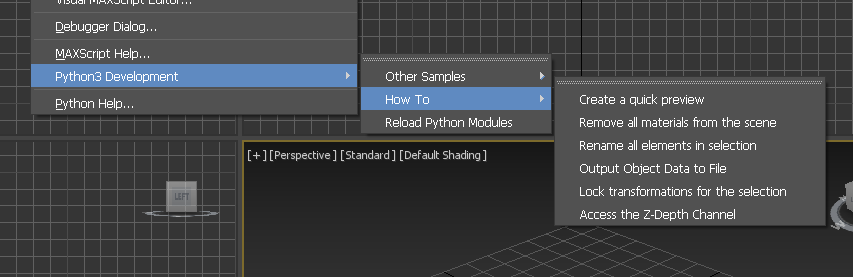 Visual MAXScript Editor...
Debugger Dialog...
MAXScript Help...
Python3 Development
Python Help...
Other Samples
How To
Reload Python Modules
Create a quick preview
Remove all materials from the scene
Rename all elements in selection
Output Object Data to File
Lock transformations for the selection
Access the Z-Depth Channel
[+] [Perspective] [Standard] [Default Shading]
LEFT